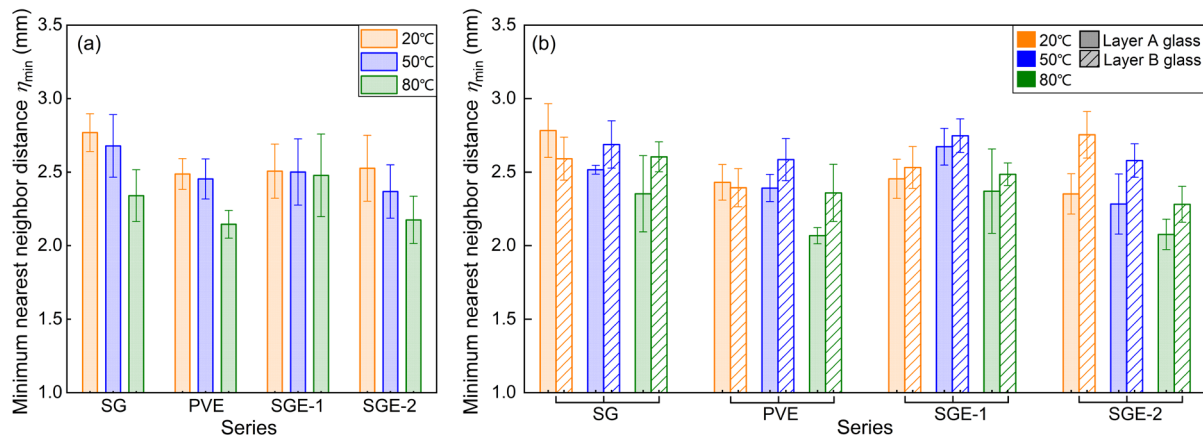 (a)
20℃
50℃
80℃
Minimum nearest neighbor distance ηmin (mm)
3.5
3.0
2.5
2.0
1.5
1.0
SG PVE SGE-1 SGE-2
Series
(b)
20℃ Layer A glass
50℃ Layer B glass
80℃
Minimum nearest neighbor distance ηmin (mm)
3.5
3.0
2.5
2.0
1.5
1.0
SG PVE SGE-1 SGE-2
Series